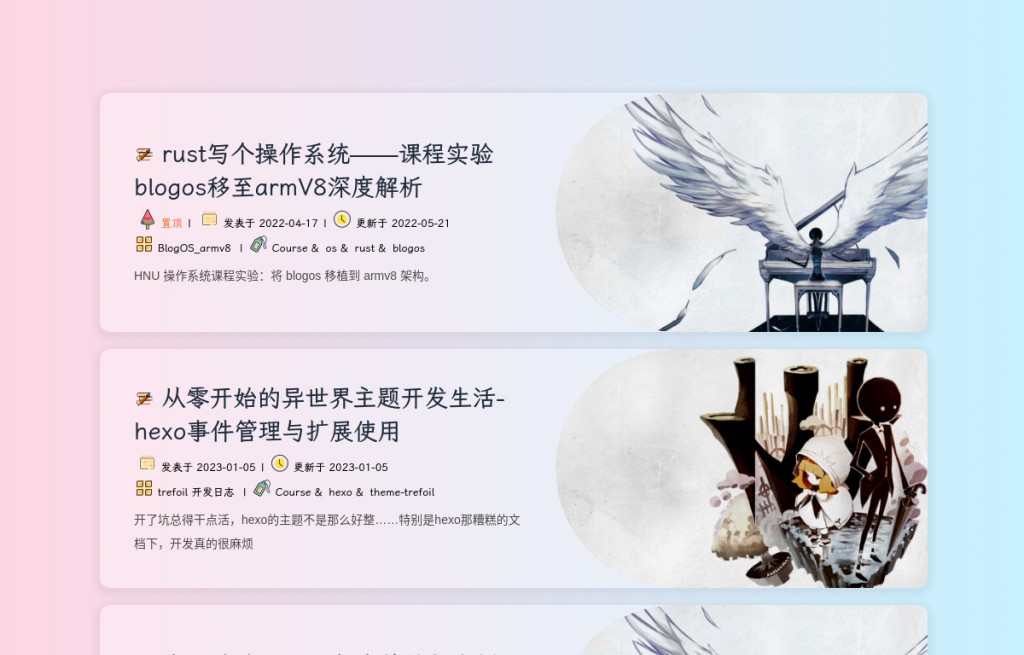 rust写个操作系统——课程实验
blogos移至armV8深度解析
置顶 | 发表于 2022-04-17 | 更新于 2022-05-21
BlogOS_armv8 | Course & os & rust & blogos
HNU 操作系统课程实验：将 blogos 移植到 armv8 架构。
从零开始的异世界主题开发生活-
hexo事件管理与扩展使用
发表于 2023-01-05 | 更新于 2023-01-05
trefoil 开发日志 | Course & hexo & theme-trefoil
开了坑总得干点活，hexo的主题不是那么好整……特别是hexo那糟糕的文
档下，开发真的很麻烦